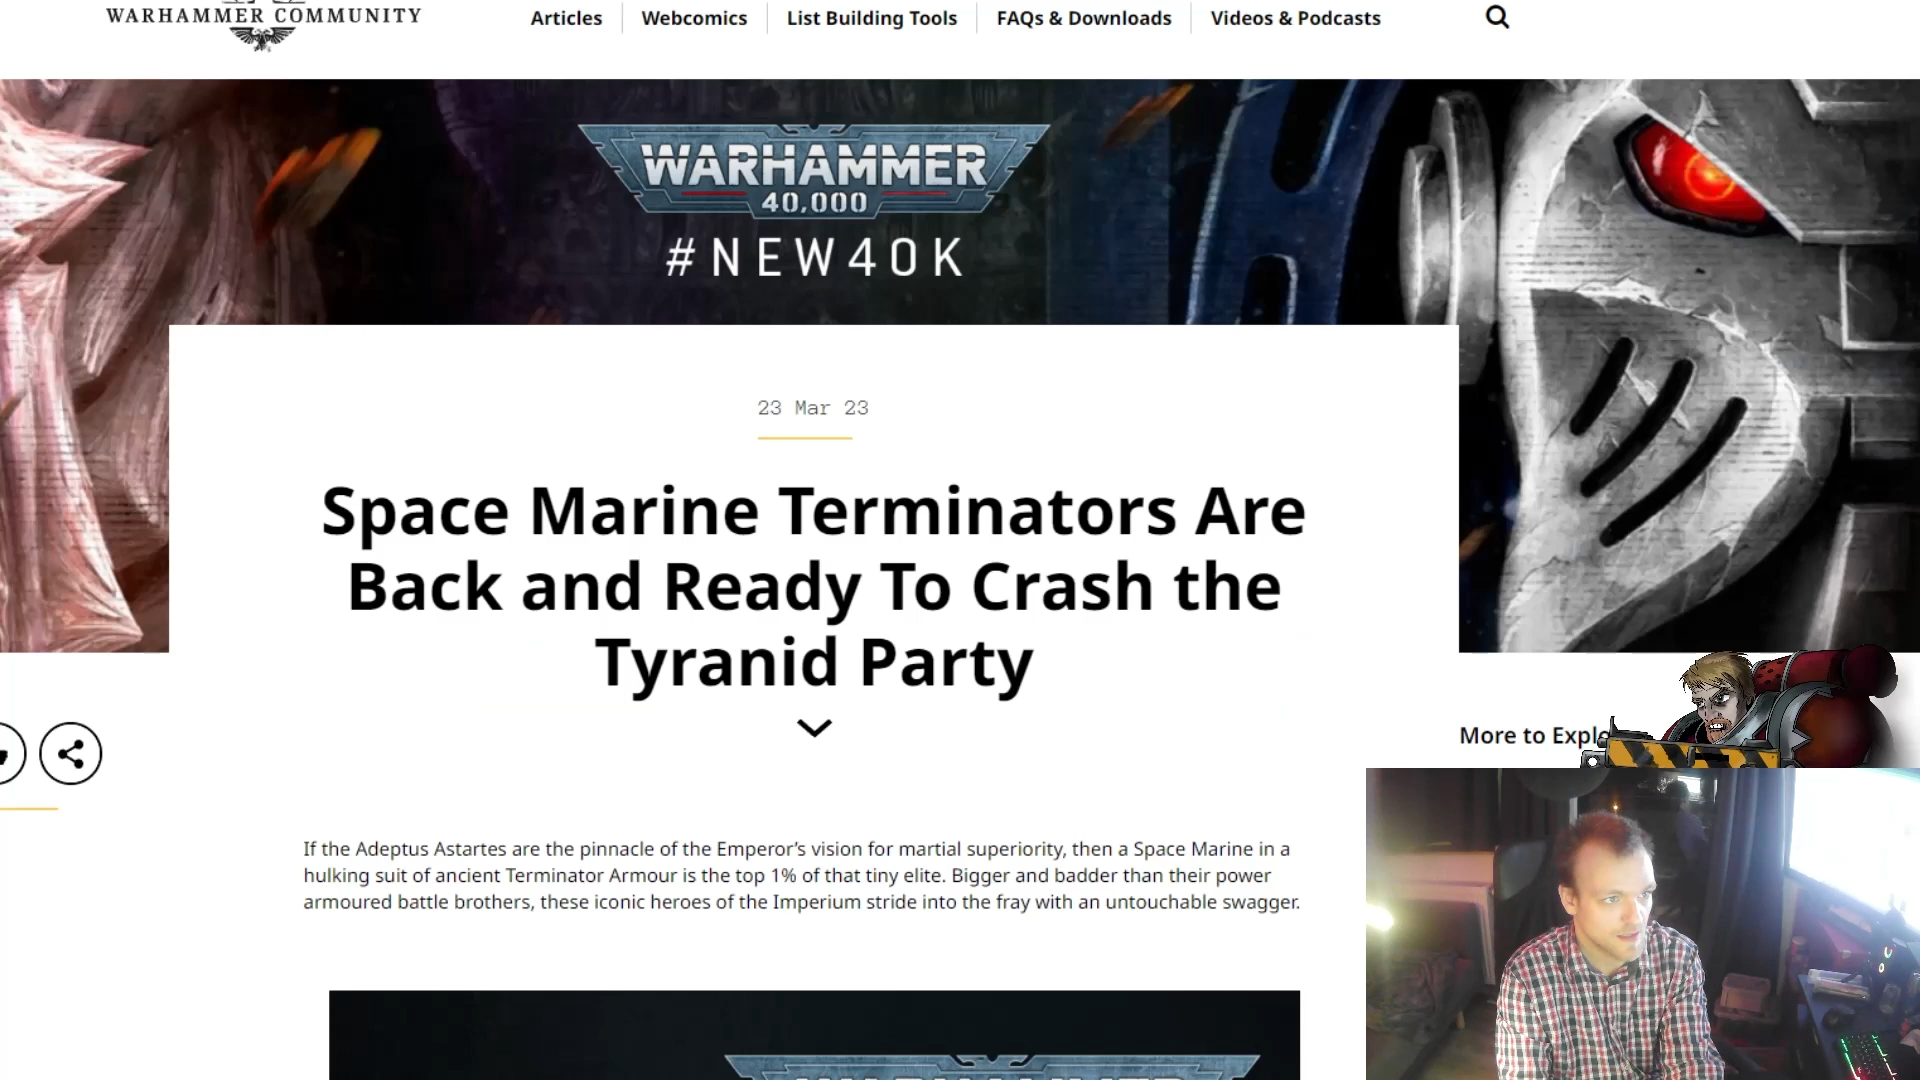 WARHAMMER COMMUNITY
Articles
Webcomics
List Building Tools
FAQs & Downloads
Videos & Podcasts
WARHAMMER
40,000
#NEW40K
23 Mar 23
Space Marine Terminators Are
Back and Ready To Crash the
Tyranid Party
More to Explo
If the Adeptus Astartes are the pinnacle of the Emperor’s vision for martial superiority, then a Space Marine in a
hulking suit of ancient Terminator Armour is the top 1% of that tiny elite. Bigger and badder than their power
armoured battle brothers, these iconic heroes of the Imperium stride into the fray with an untouchable swagger.